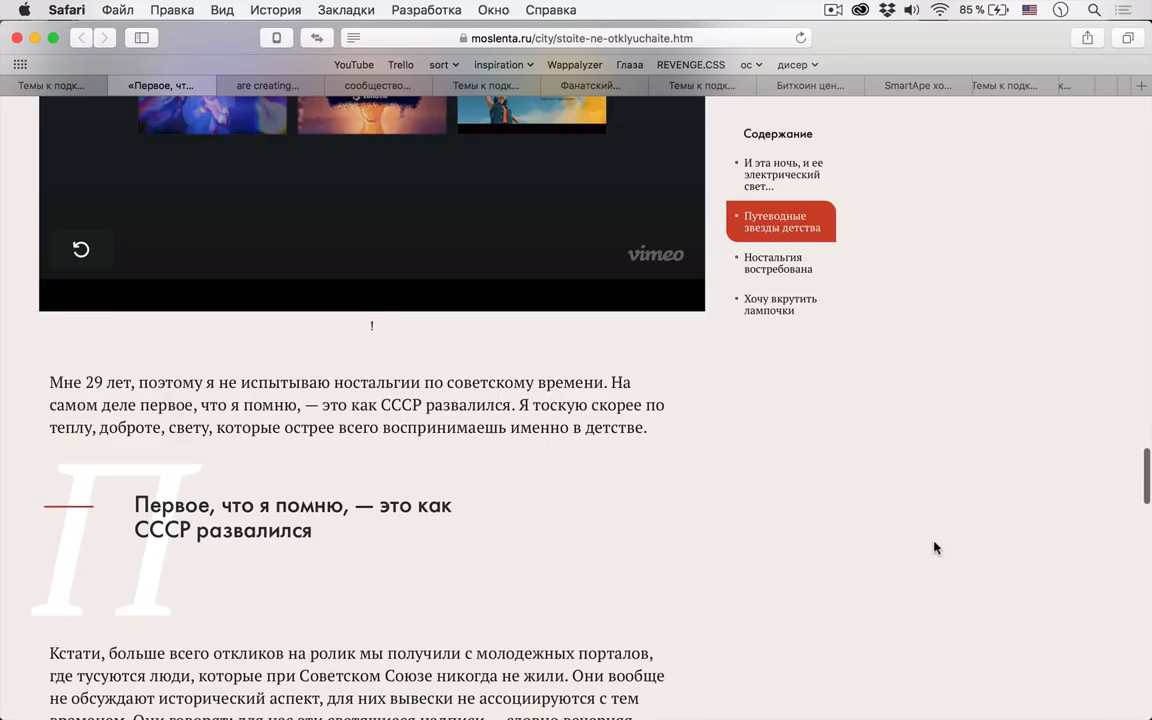 Safari Файл Правка Вид История Закладки Разработка Окно Справка 85 %
moslenta.ru/city/stoite-ne-otklyuchaite.htm
YouTube Trello sort inspiration Wappalyzer Глаза REVENGE.CSS ос дисер
Темы к подк... «Первое, чт... are creating... сообщество... Темы к подк... Фанатский... Темы к подк... Биткоин цен... SmartApe хо... Темы к подк... к...
vimeo
!
Содержание
И эта ночь, и ее
электрический
свет...
Путеводные
звезды детства
Ностальгия
востребована
Хочу вкрутить
лампочки
Мне 29 лет, поэтому я не испытываю ностальгии по советскому времени. На
самом деле первое, что я помню, — это как СССР развалился. Я тоскую скорее по
теплу, доброте, свету, которые острее всего воспринимаешь именно в детстве.
П
Первое, что я помню, — это как
СССР развалился
Кстати, больше всего откликов на ролик мы получили с молодежных порталов,
где тусуются люди, которые при Советском Союзе никогда не жили. Они вообще
не обсуждают исторический аспект, для них вывески не ассоциируются с тем